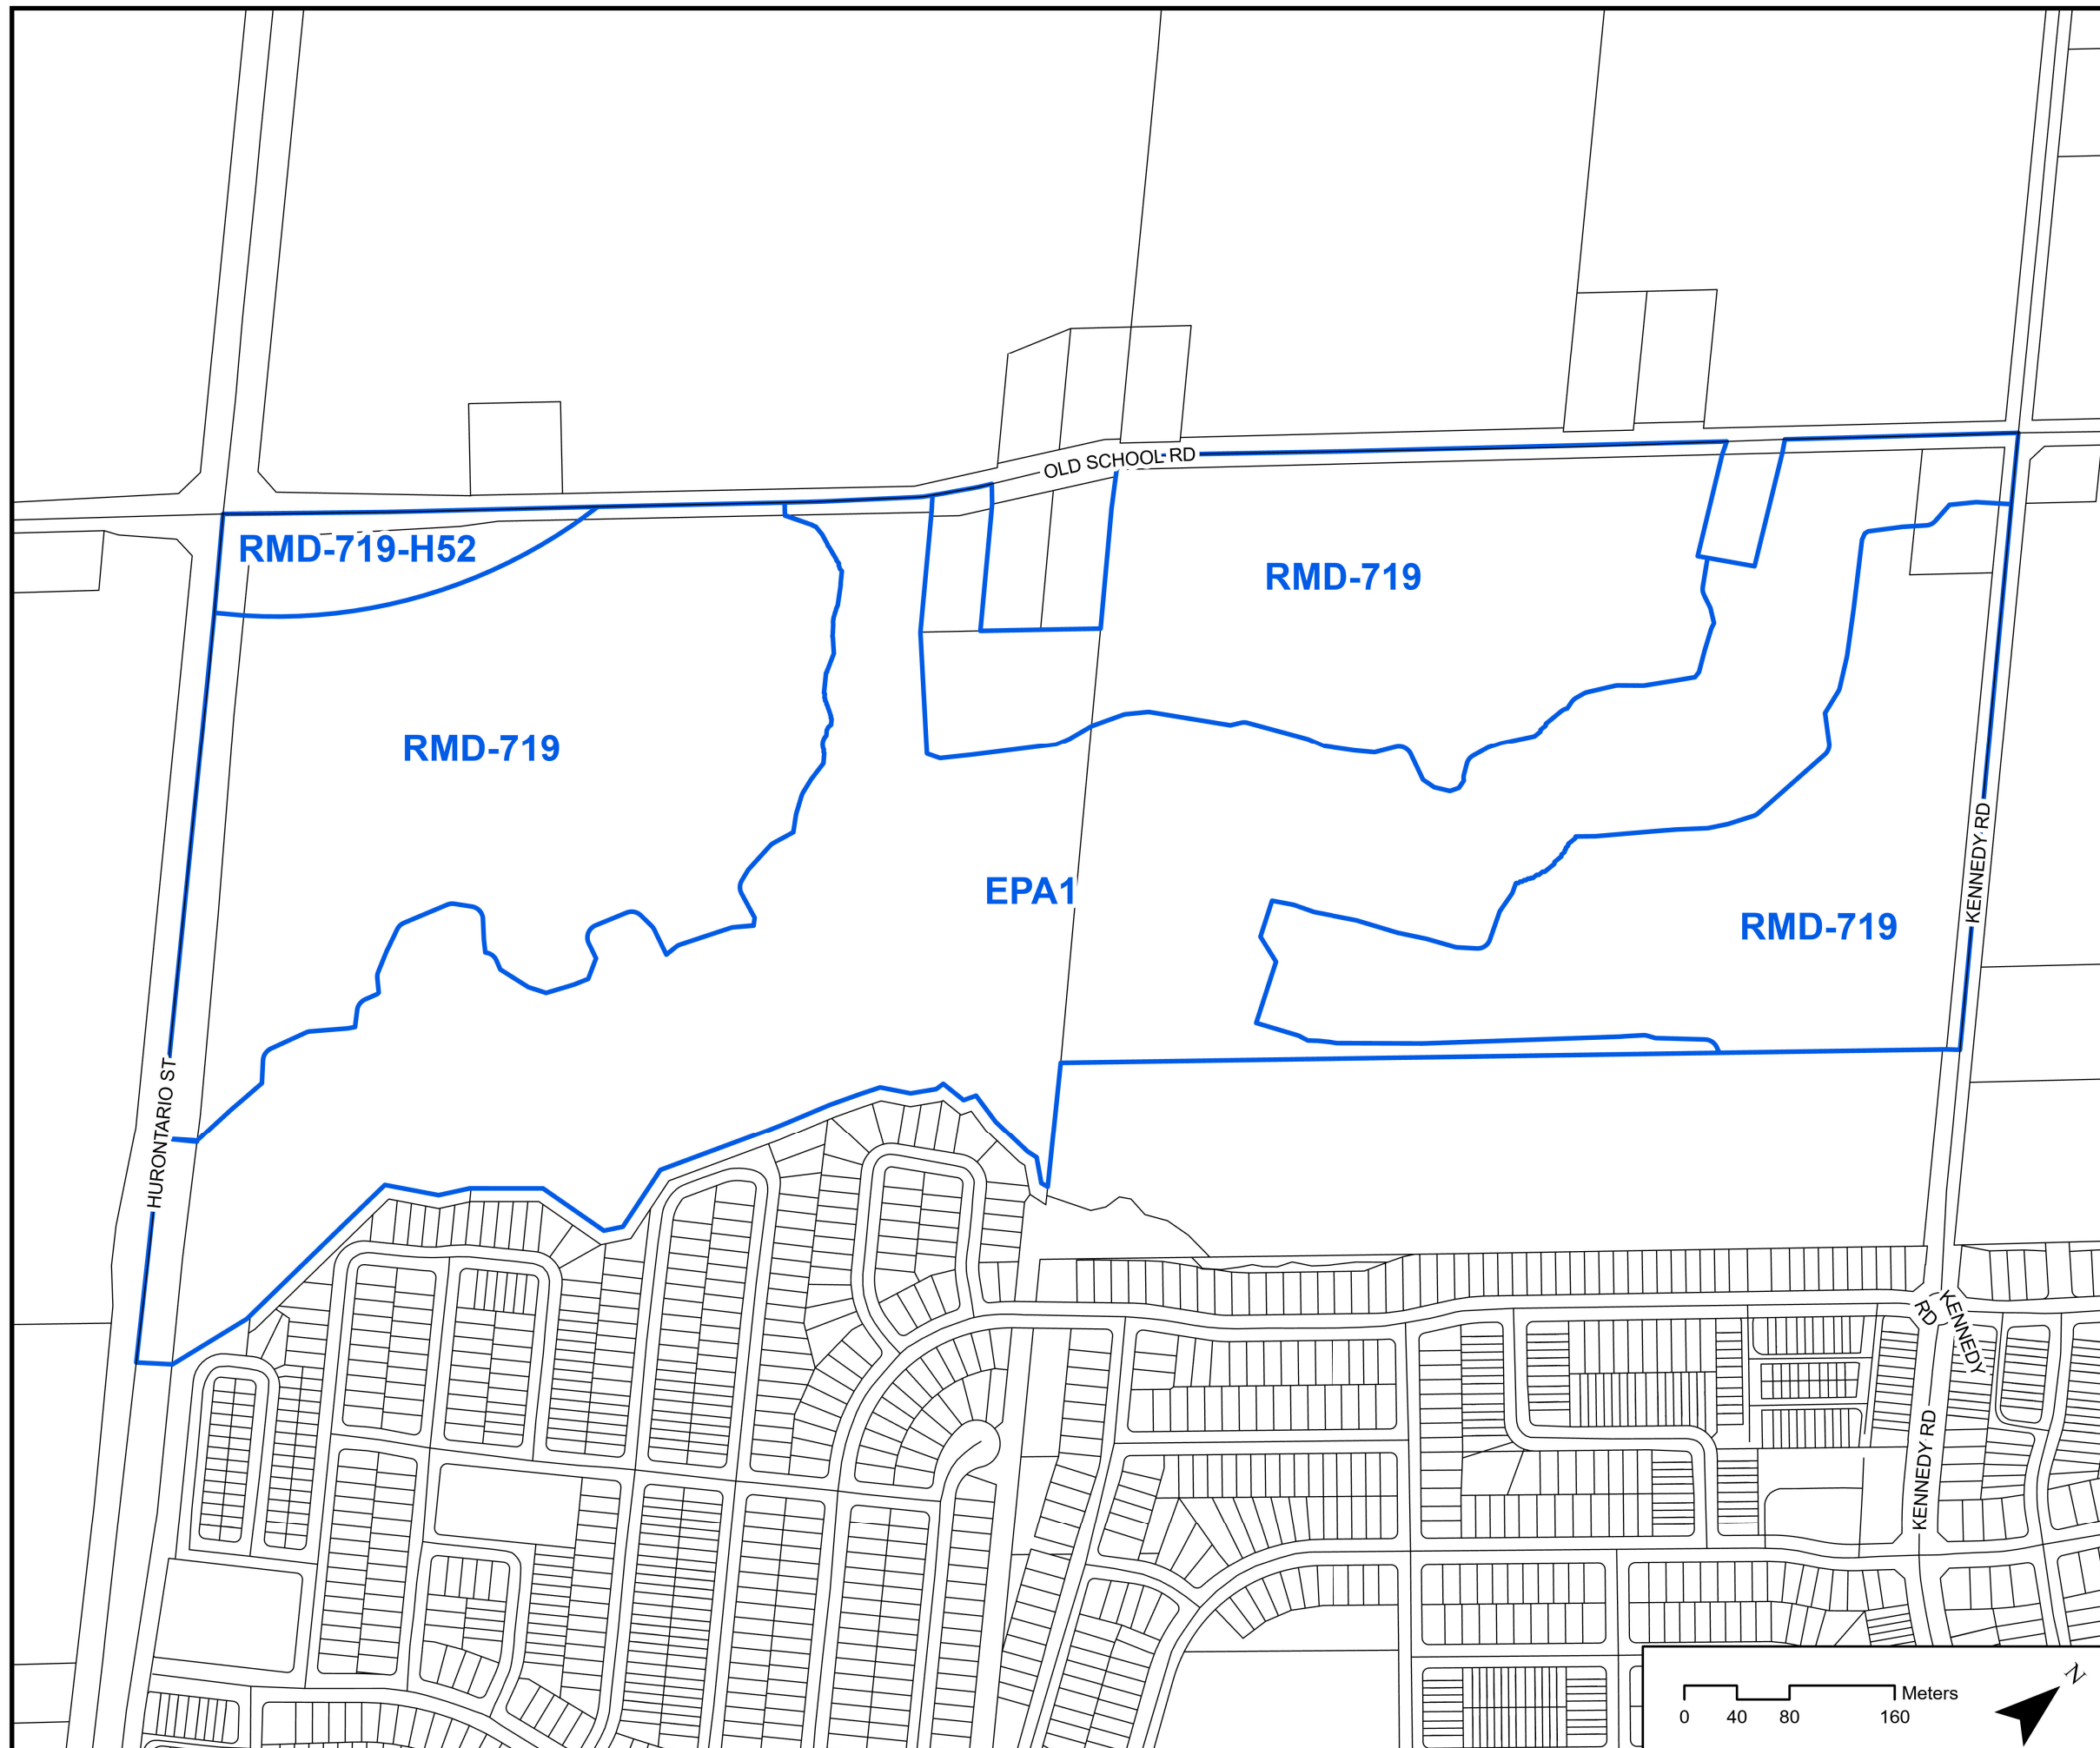 OLD SCHOOL RD
RMD-719-H52
RMD-719
RMD-719
EPA1
KENNEDY RD
RMD-719
HURONTARIO ST
KENNEDY
RD
KENNEDY RD
N
Meters
0 40 80 160